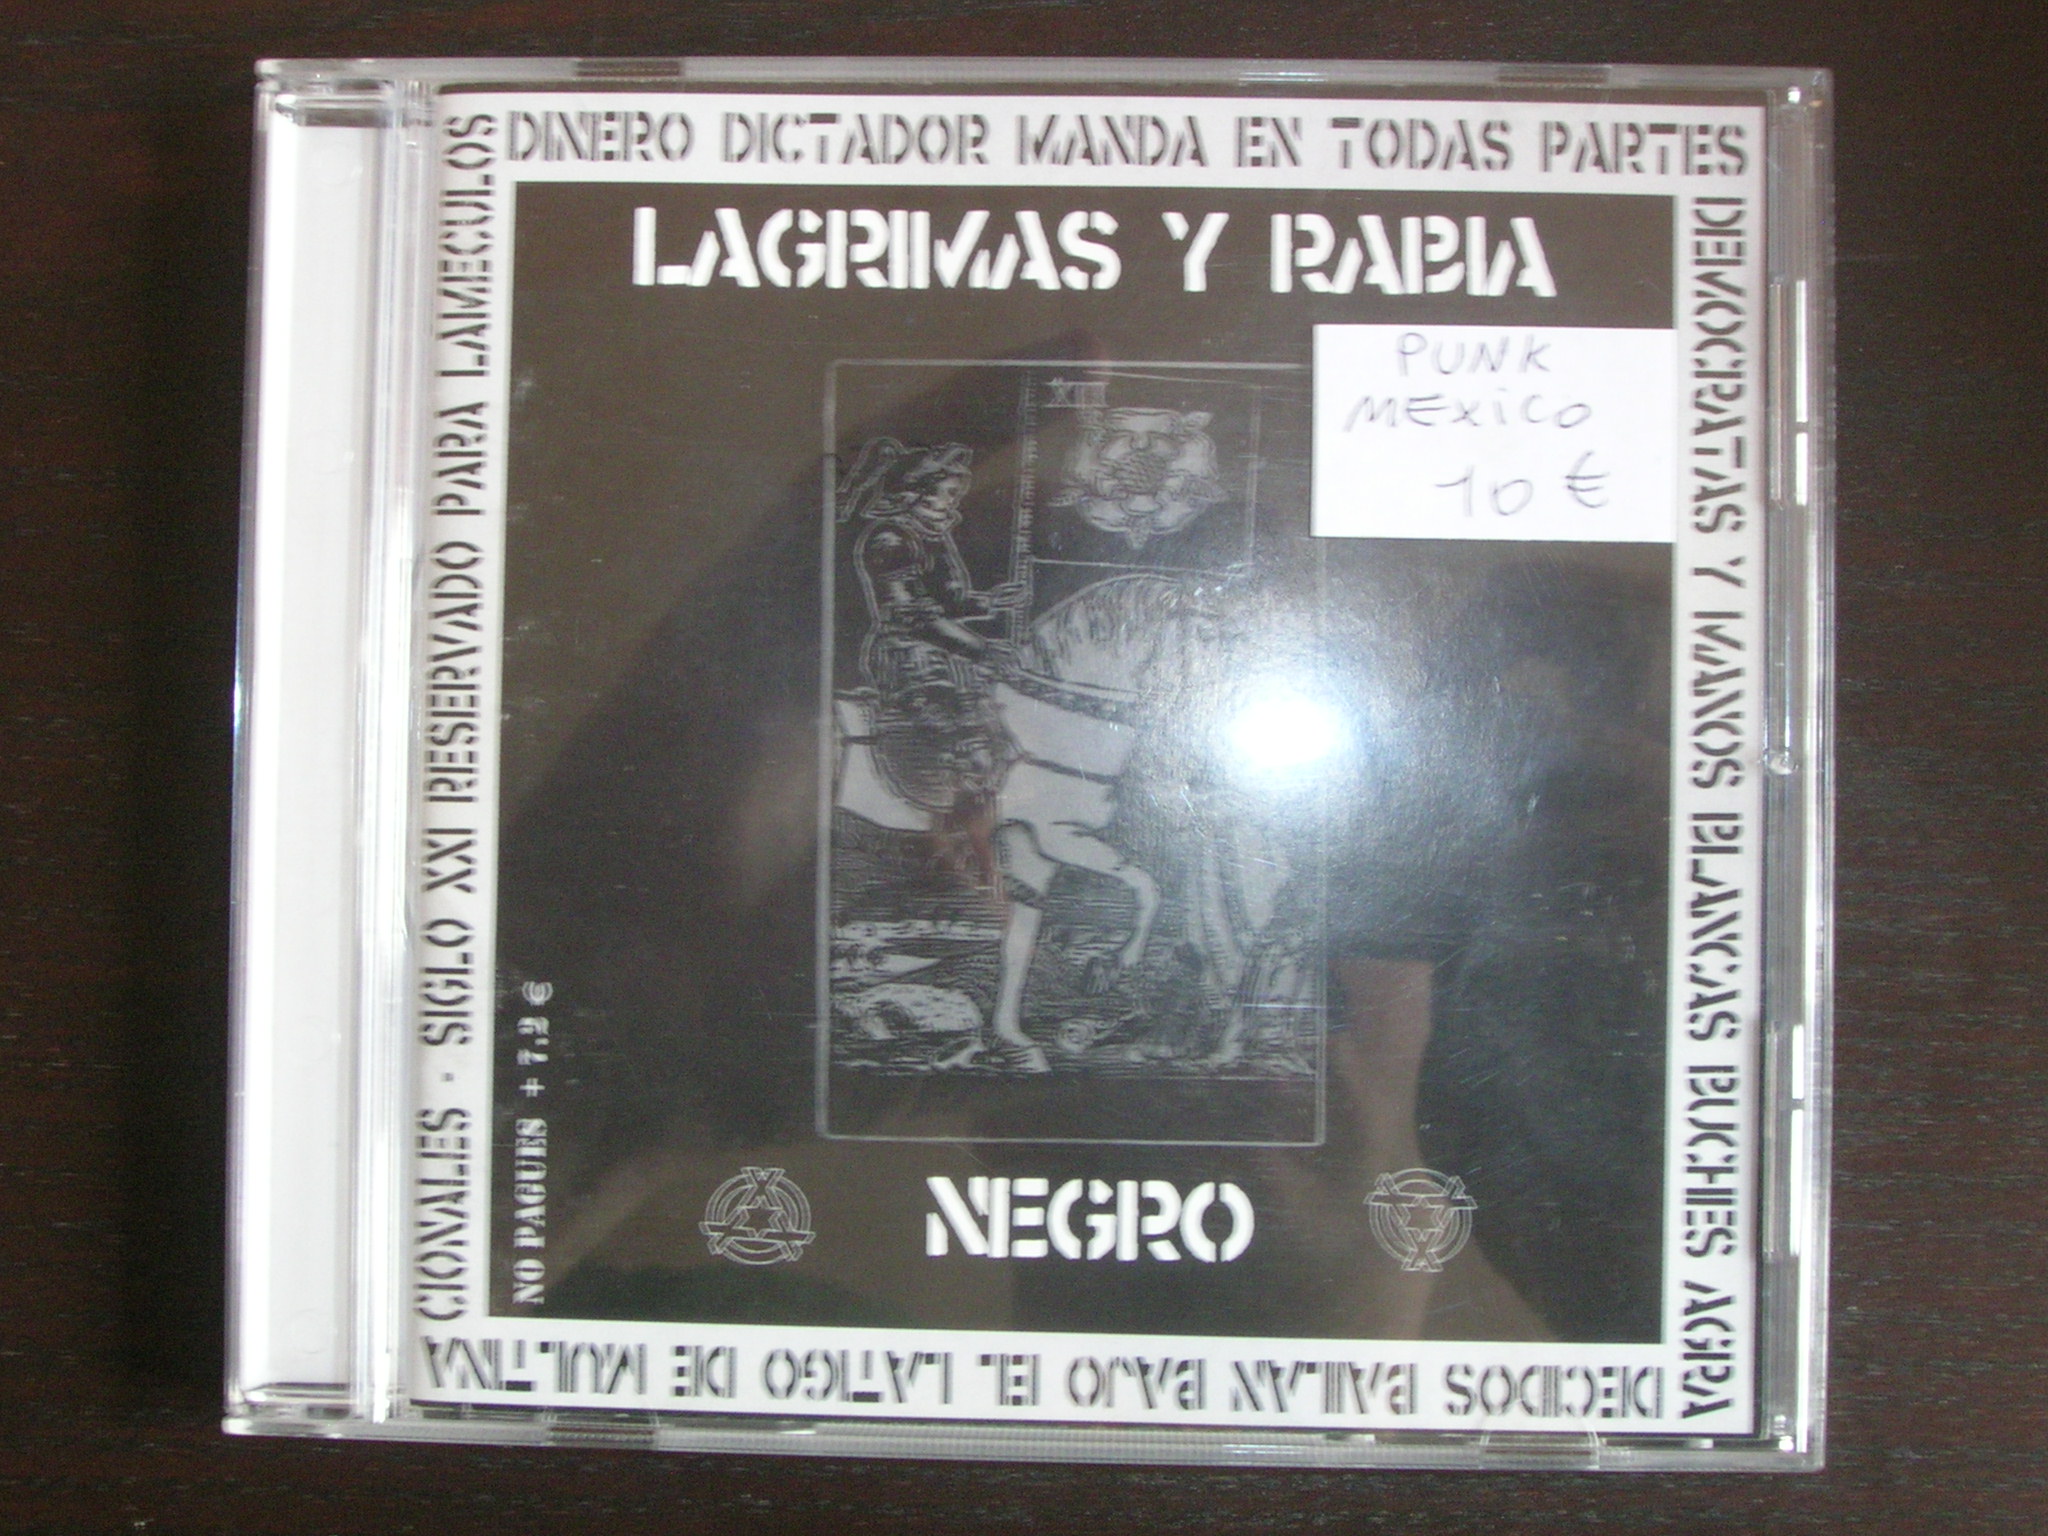 DINERO DICTADOR MANDA EN TODAS PARTES
DEMOCRATAS Y MANOS BLANCAS BUCHES AGRA
DECIDOS BAILAN BAJO EL LATIGO DE MULTINA
CIONALES - SIGLO XXI RESERVADO PARA LAMECULOS
LAGRIMAS Y RABIA
PUNK
MEXICO
10 €
XIII
NEGRO
NO PAGUES + 7,2 €